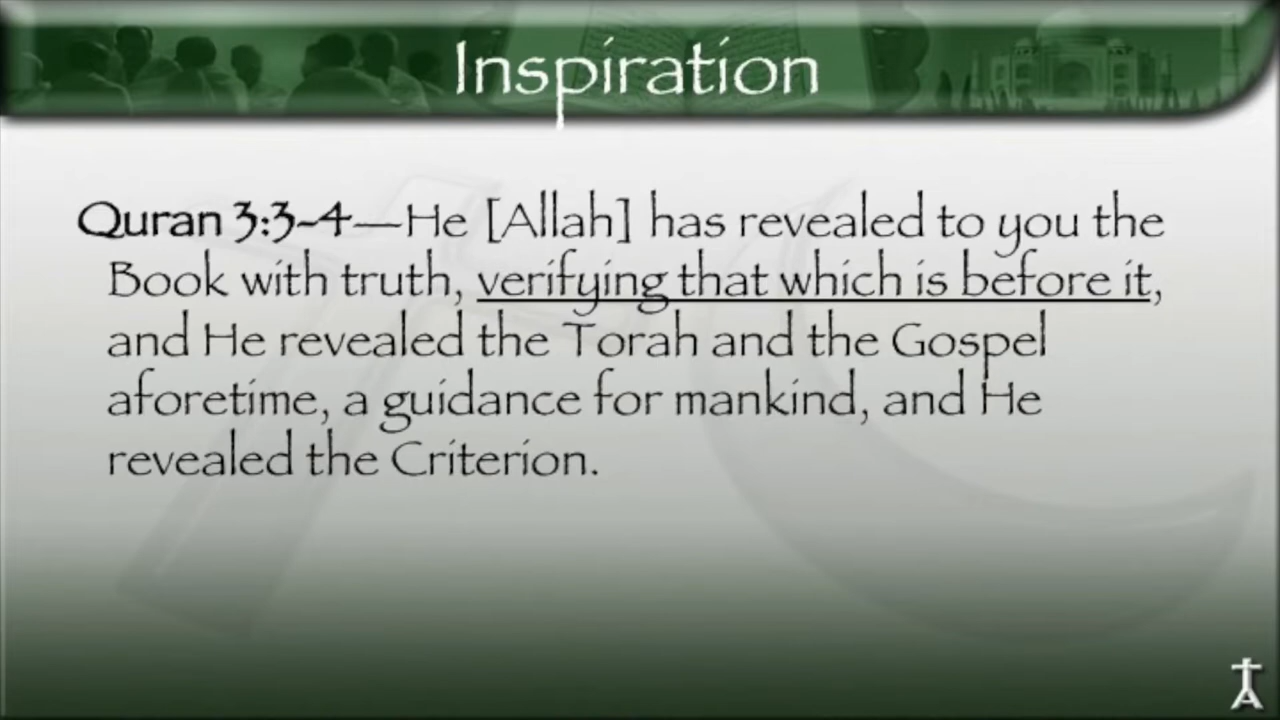 Inspiration
Quran 3:3-4—He [Allah] has revealed to you the
Book with truth, verifying that which is before it,
and He revealed the Torah and the Gospel
aforetime, a guidance for mankind, and He
revealed the Criterion.